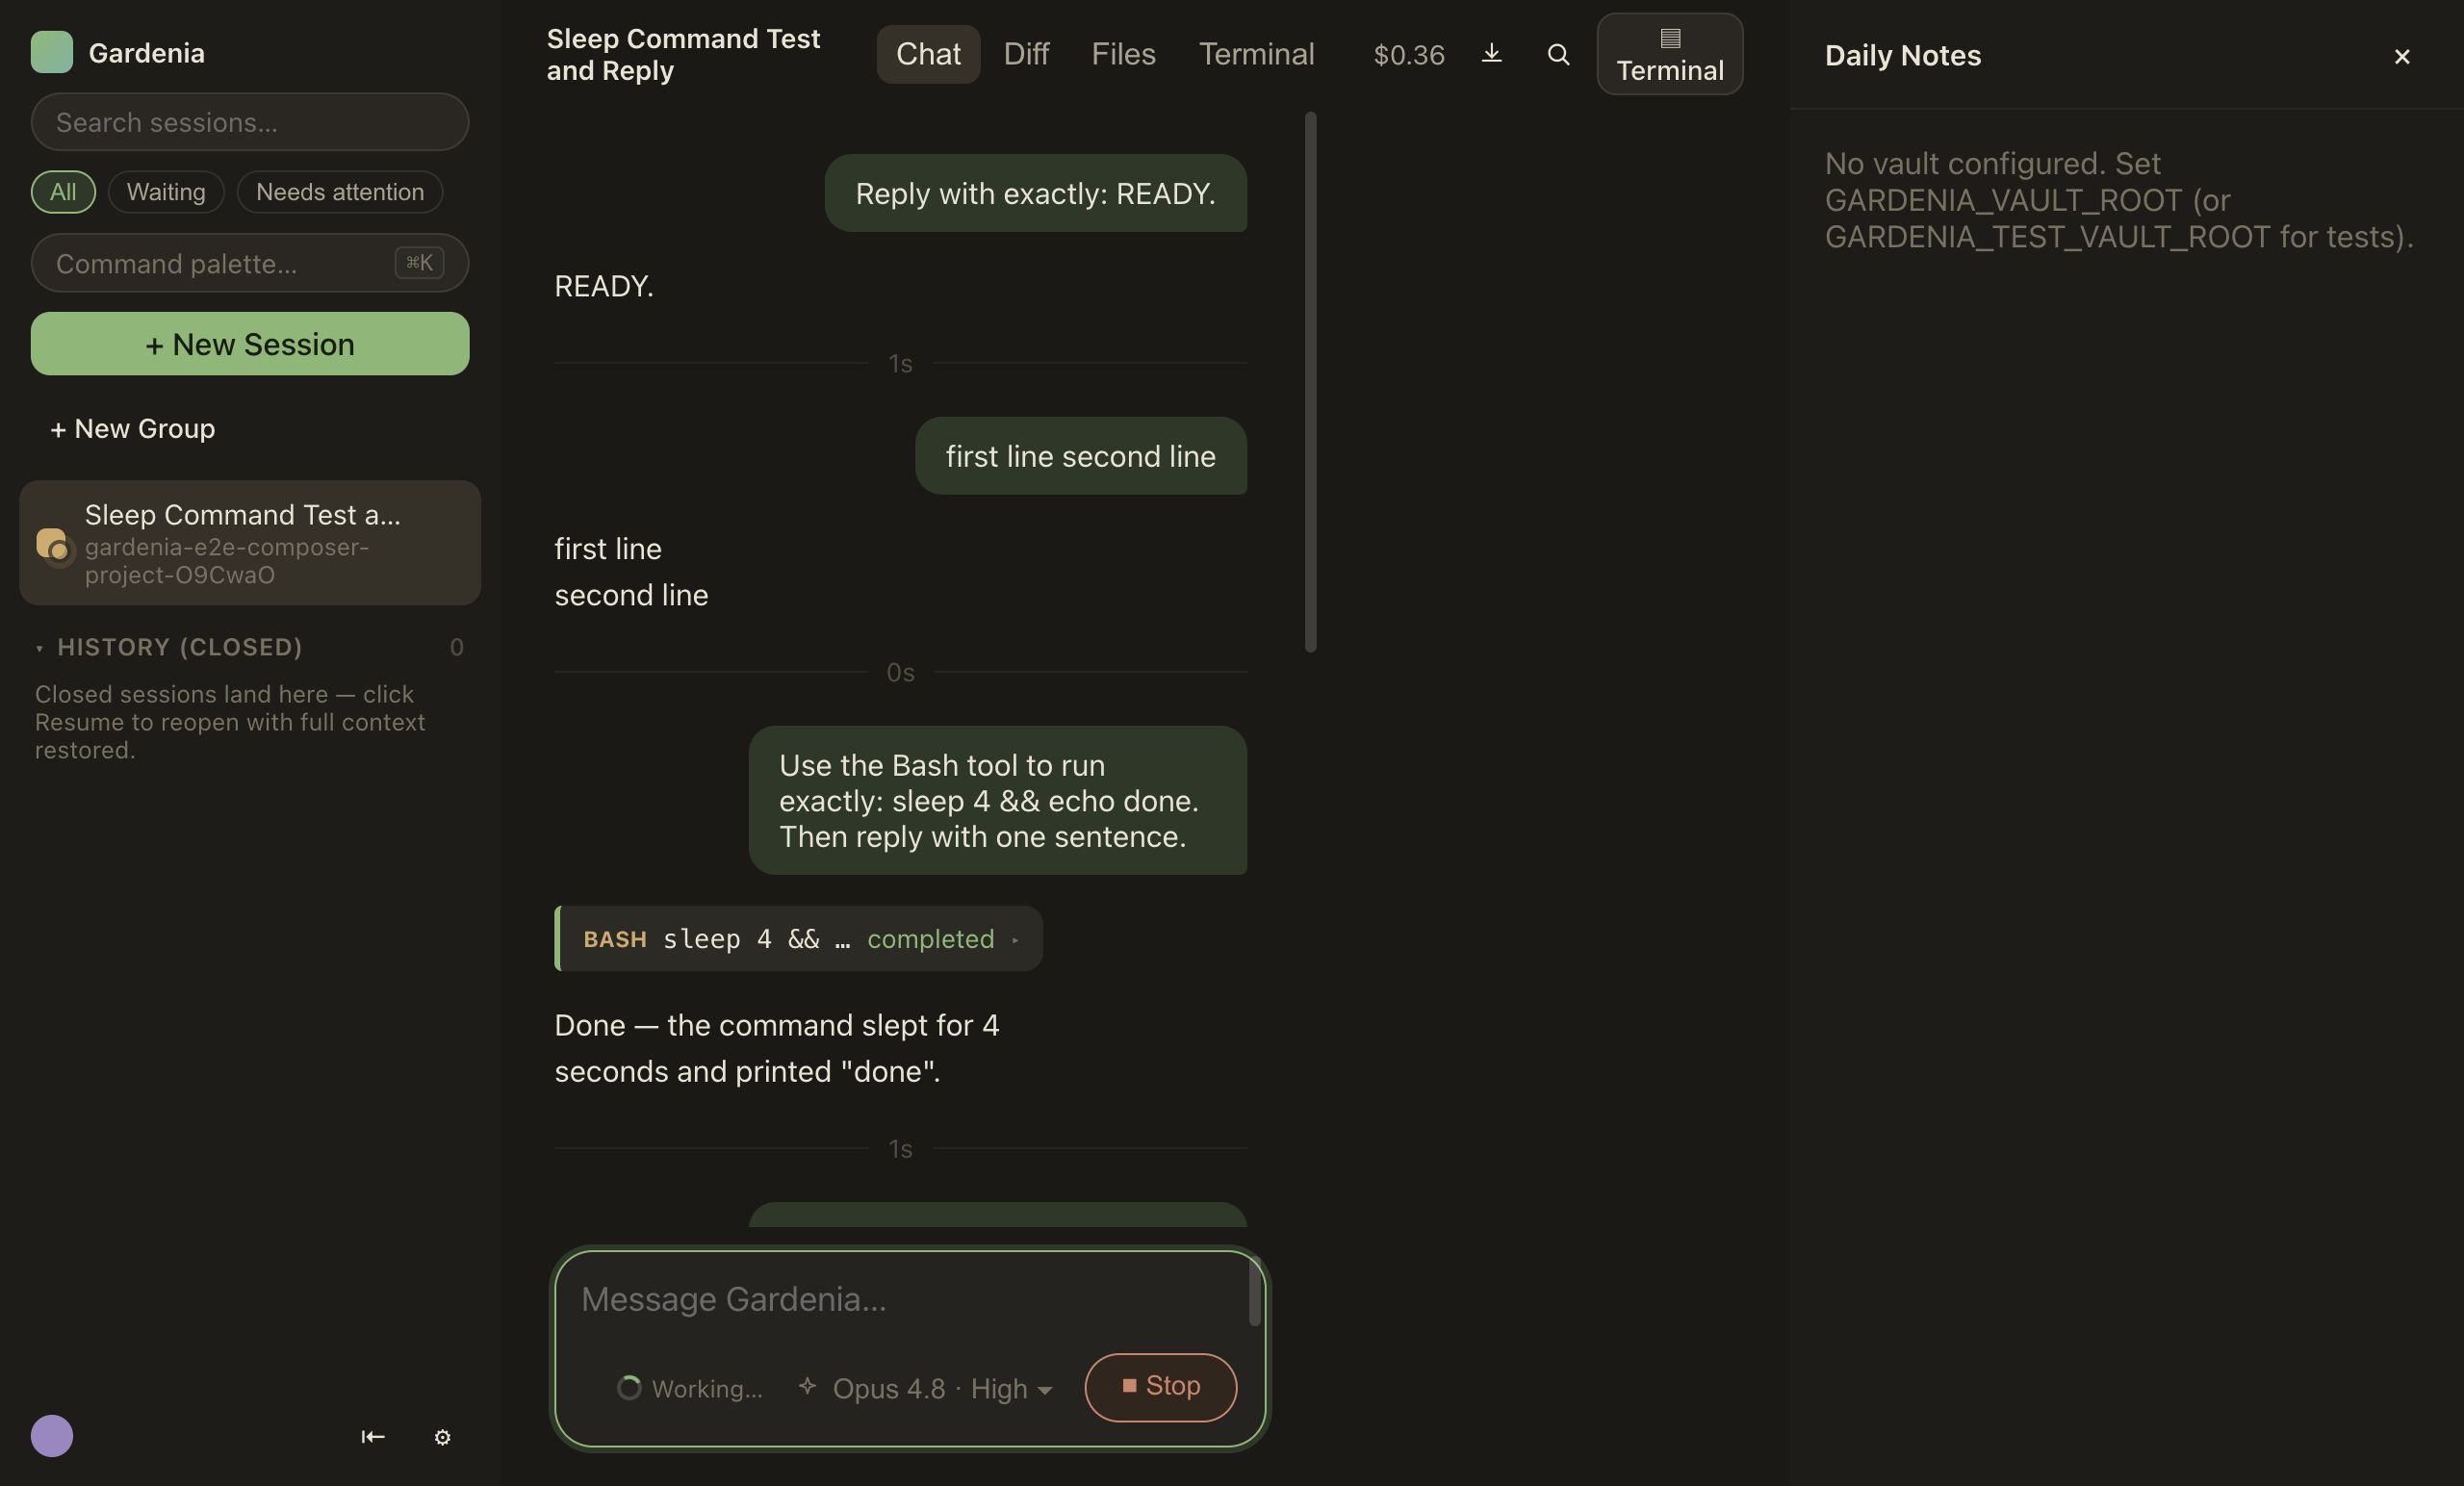 Gardenia
Search sessions...
All
Waiting
Needs attention
Command palette...
⌘K
+ New Session
+ New Group
Sleep Command Test a...
gardenia-e2e-composer-
project-O9CwaO
HISTORY (CLOSED)
0
Closed sessions land here — click
Resume to reopen with full context
restored.
Sleep Command Test
and Reply
Chat
Diff
Files
Terminal
$0.36
Terminal
Reply with exactly: READY.
READY.
1s
first line second line
first line
second line
0s
Use the Bash tool to run
exactly: sleep 4 && echo done.
Then reply with one sentence.
BASH sleep 4 && … completed
Done — the command slept for 4
seconds and printed "done".
1s
Message Gardenia...
Working...
Opus 4.8 · High
Stop
Daily Notes
No vault configured. Set
GARDENIA_VAULT_ROOT (or
GARDENIA_TEST_VAULT_ROOT for tests).